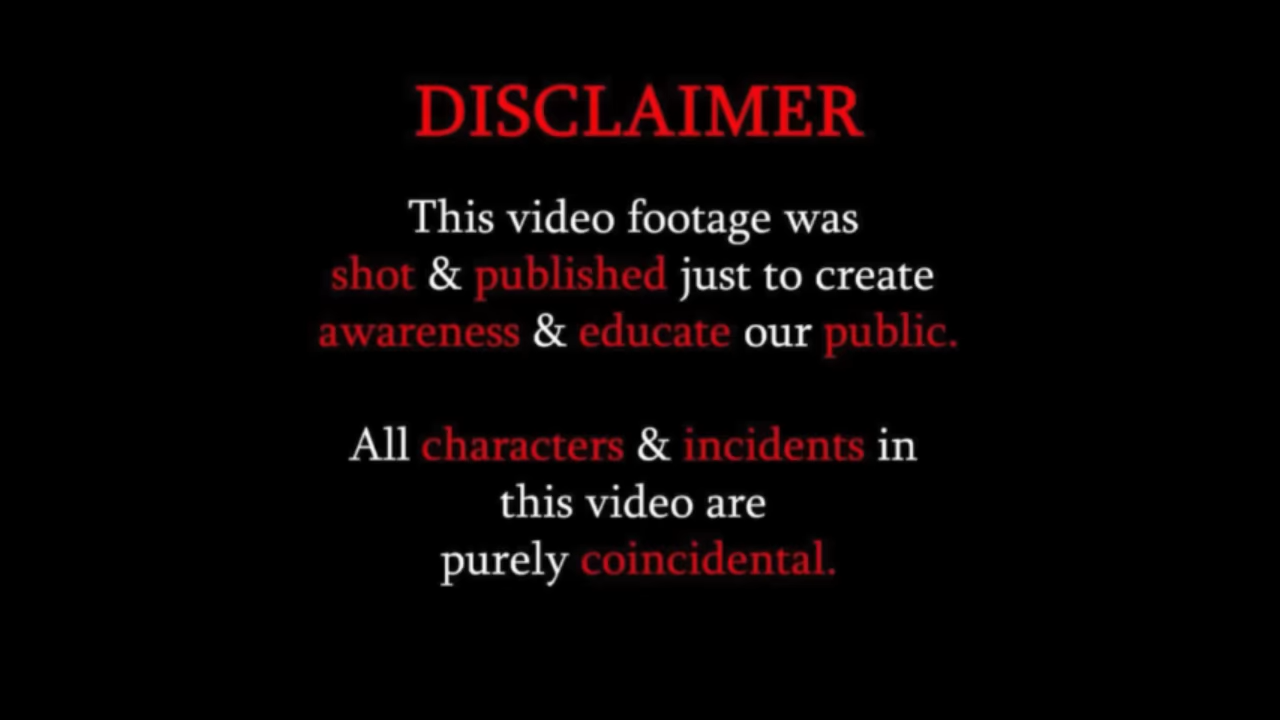 DISCLAIMER
This video footage was
shot & published just to create
awareness & educate our public.
All characters & incidents in
this video are
purely coincidental.